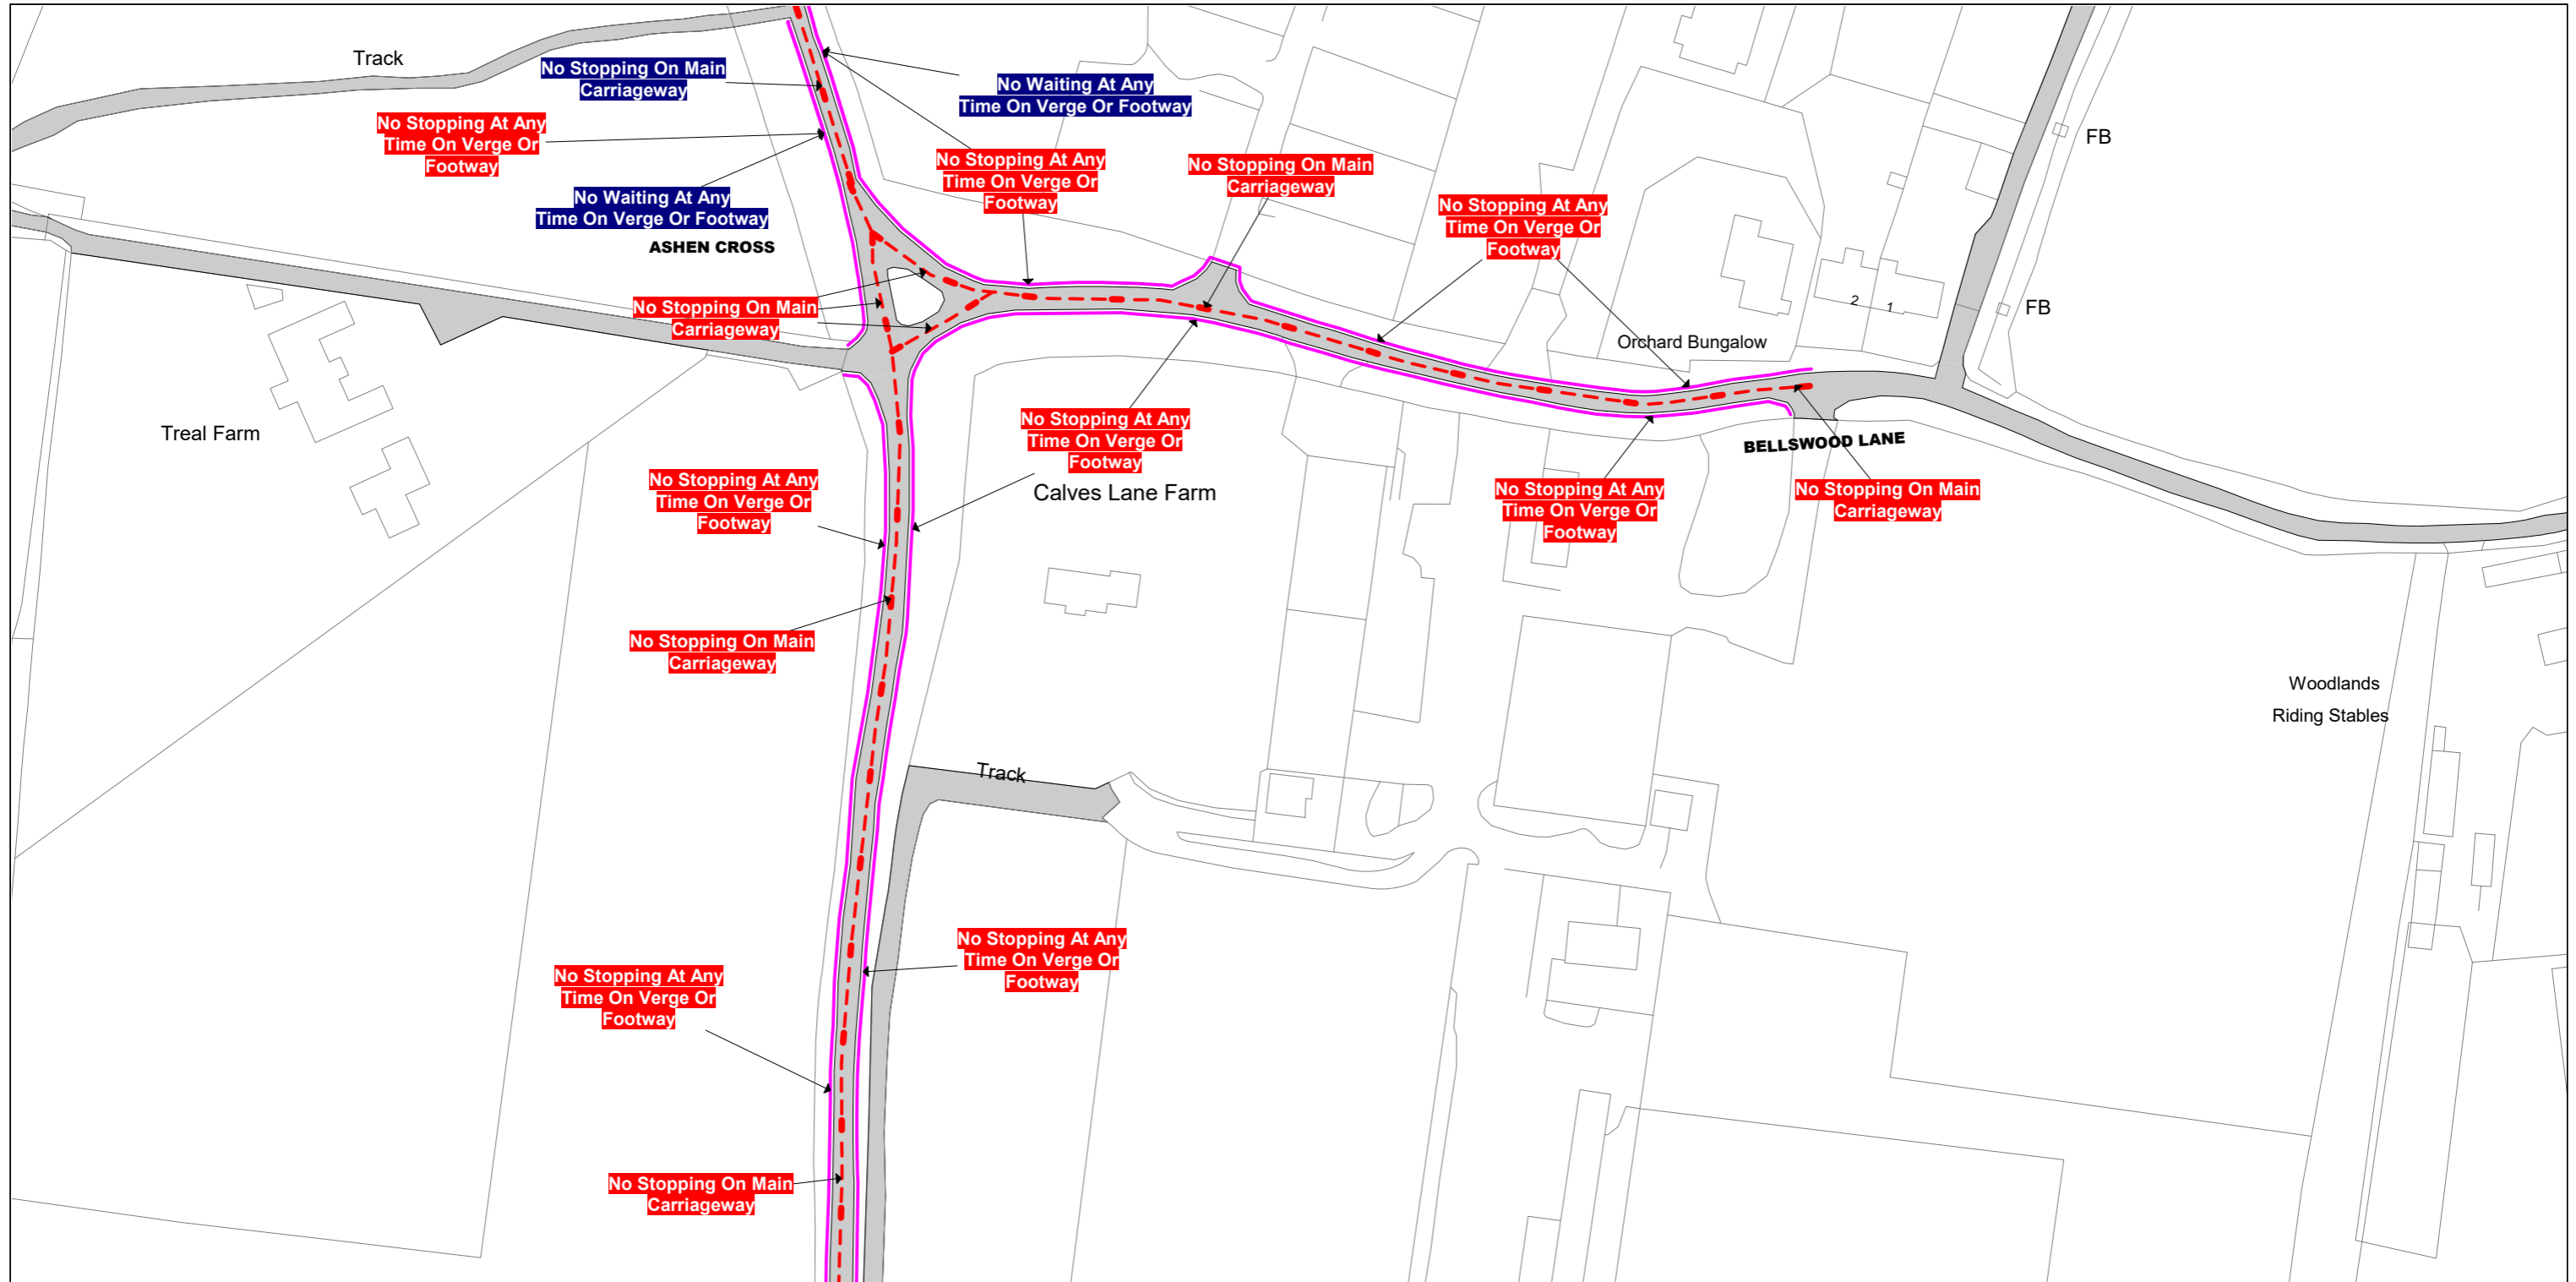 Track
No Stopping On Main
Carriageway
No Waiting At Any
Time On Verge Or Footway
No Stopping At Any
Time On Verge Or
Footway
No Stopping At Any
Time On Verge Or
Footway
No Stopping On Main
Carriageway
FB
No Waiting At Any
Time On Verge Or Footway
ASHEN CROSS
No Stopping At Any
Time On Verge Or
Footway
No Stopping On Main
Carriageway
2
1
FB
Orchard Bungalow
Treal Farm
No Stopping At Any
Time On Verge Or
Footway
BELLSWOOD LANE
Calves Lane Farm
No Stopping At Any
Time On Verge Or
Footway
No Stopping At Any
Time On Verge Or
Footway
No Stopping On Main
Carriageway
No Stopping On Main
Carriageway
Woodlands
Riding Stables
Track
No Stopping At Any
Time On Verge Or
Footway
No Stopping At Any
Time On Verge Or
Footway
No Stopping On Main
Carriageway